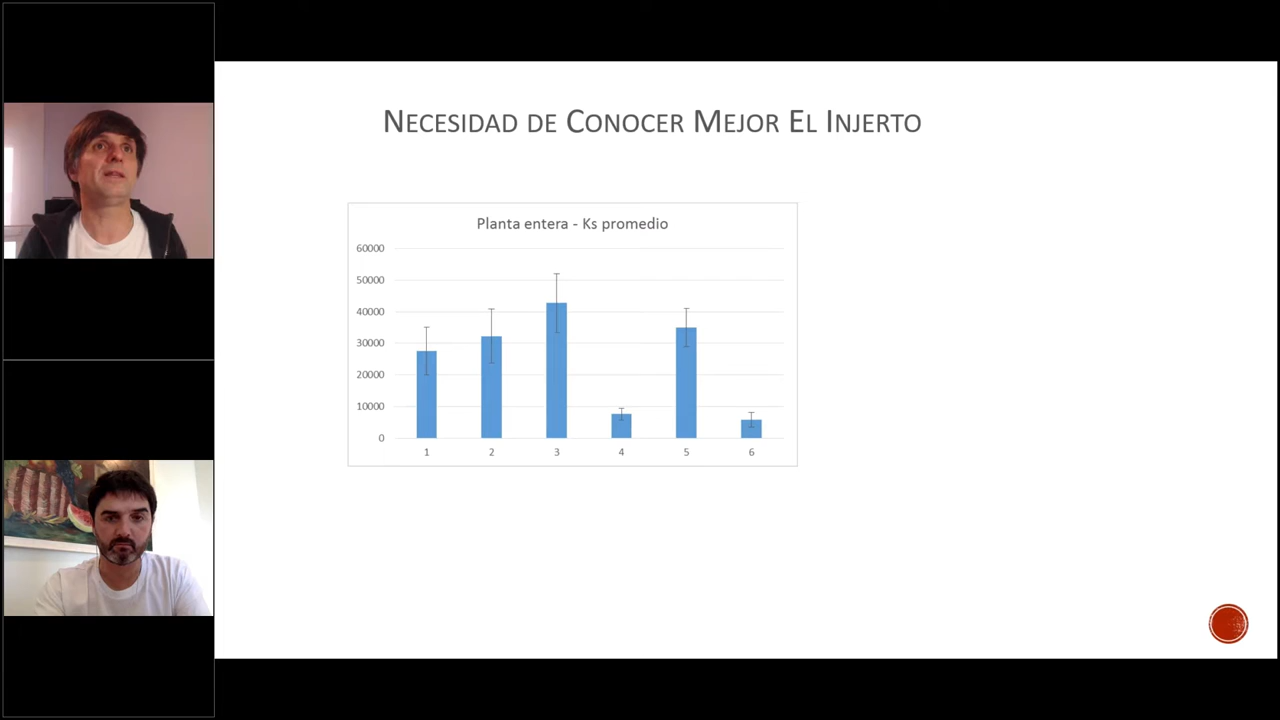 NECESIDAD DE CONOCER MEJOR EL INJERTO
Planta entera - Ks promedio
60000
50000
40000
30000
20000
10000
0
1 2 3 4 5 6